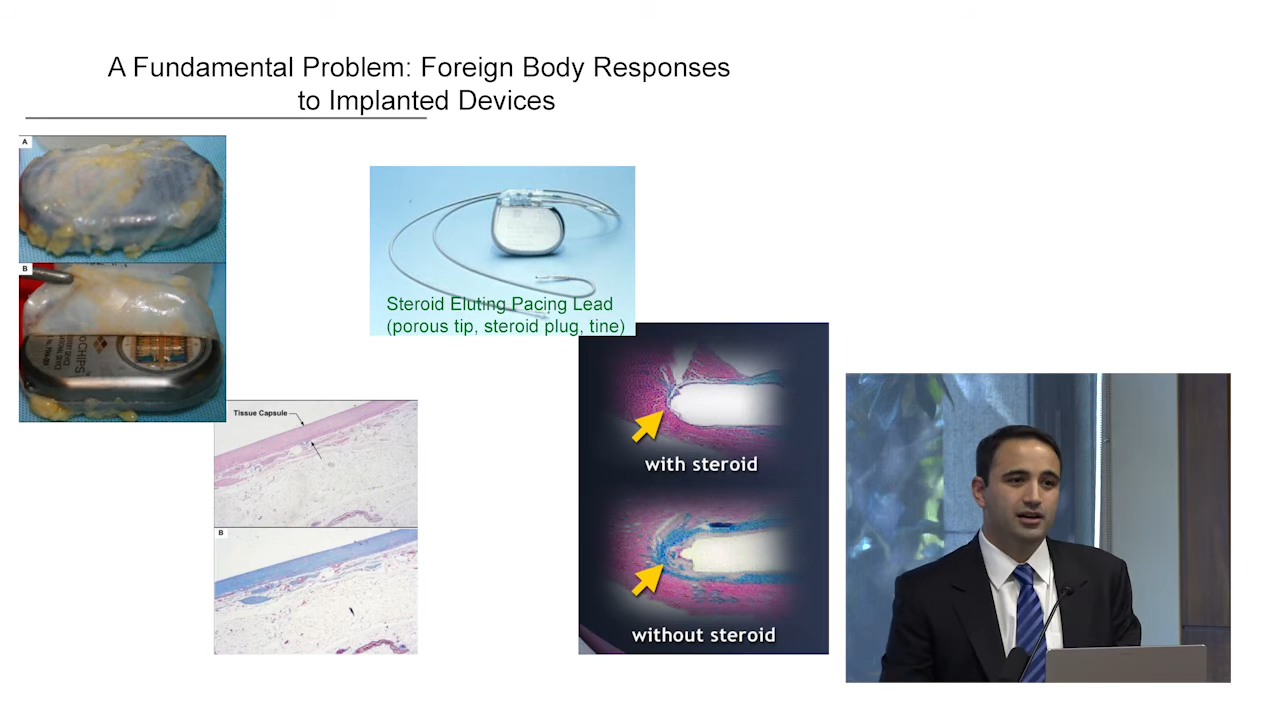 A Fundamental Problem: Foreign Body Responses
to Implanted Devices
A
B
OCHIPS
Steroid Eluting Pacing Lead
(porous tip, steroid plug, tine)
Tissue Capsule
B
with steroid
without steroid